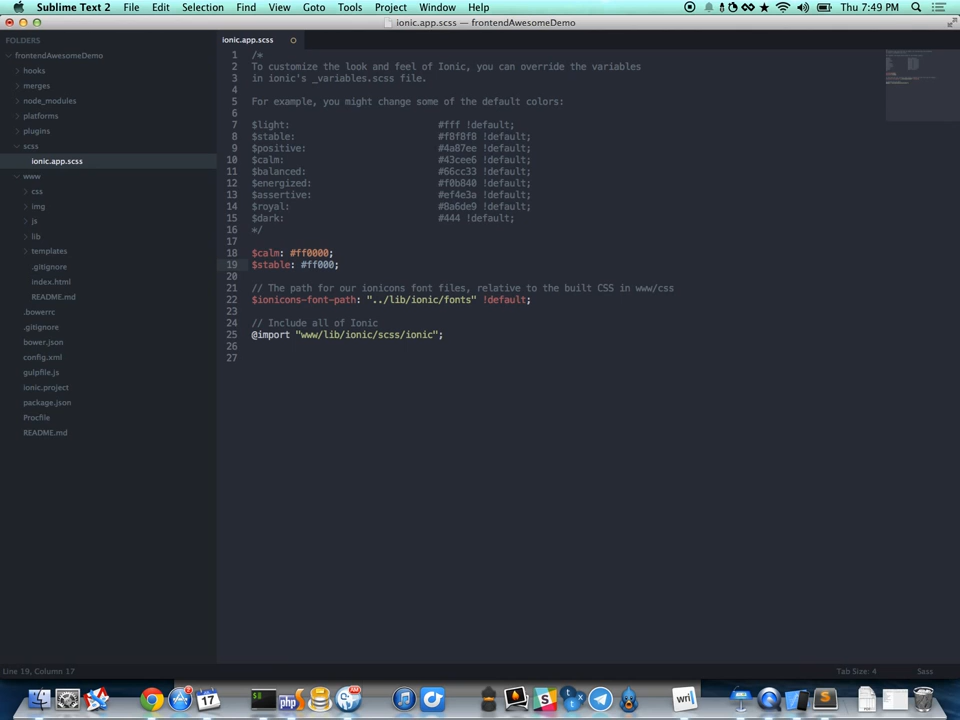 Sublime Text 2 File Edit Selection Find View Goto Tools Project Window Help Thu 7:49 PM
ionic.app.scss — frontendAwesomeDemo
FOLDERS
frontendAwesomeDemo
hooks
merges
node_modules
platforms
plugins
scss
ionic.app.scss
www
css
img
js
lib
templates
.gitignore
index.html
README.md
.bowerrc
.gitignore
bower.json
config.xml
gulpfile.js
ionic.project
package.json
Procfile
README.md
ionic.app.scss
1 /*
2 To customize the look and feel of Ionic, you can override the variables
3 in ionic's _variables.scss file.
4
5 For example, you might change some of the default colors:
6
7 $light: #fff !default;
8 $stable: #f8f8f8 !default;
9 $positive: #4a87ee !default;
10 $calm: #43cee6 !default;
11 $balanced: #66cc33 !default;
12 $energized: #f0b840 !default;
13 $assertive: #ef4e3a !default;
14 $royal: #8a6de9 !default;
15 $dark: #444 !default;
16 */
17
18 $calm: #ff0000;
19 $stable: #ff000;
20
21 // The path for our ionicons font files, relative to the built CSS in www/css
22 $ionicons-font-path: "../lib/ionic/fonts" !default;
23
24 // Include all of Ionic
25 @import "www/lib/ionic/scss/ionic";
26
27
Line 19, Column 17 Tab Size: 4 Sass
17
php